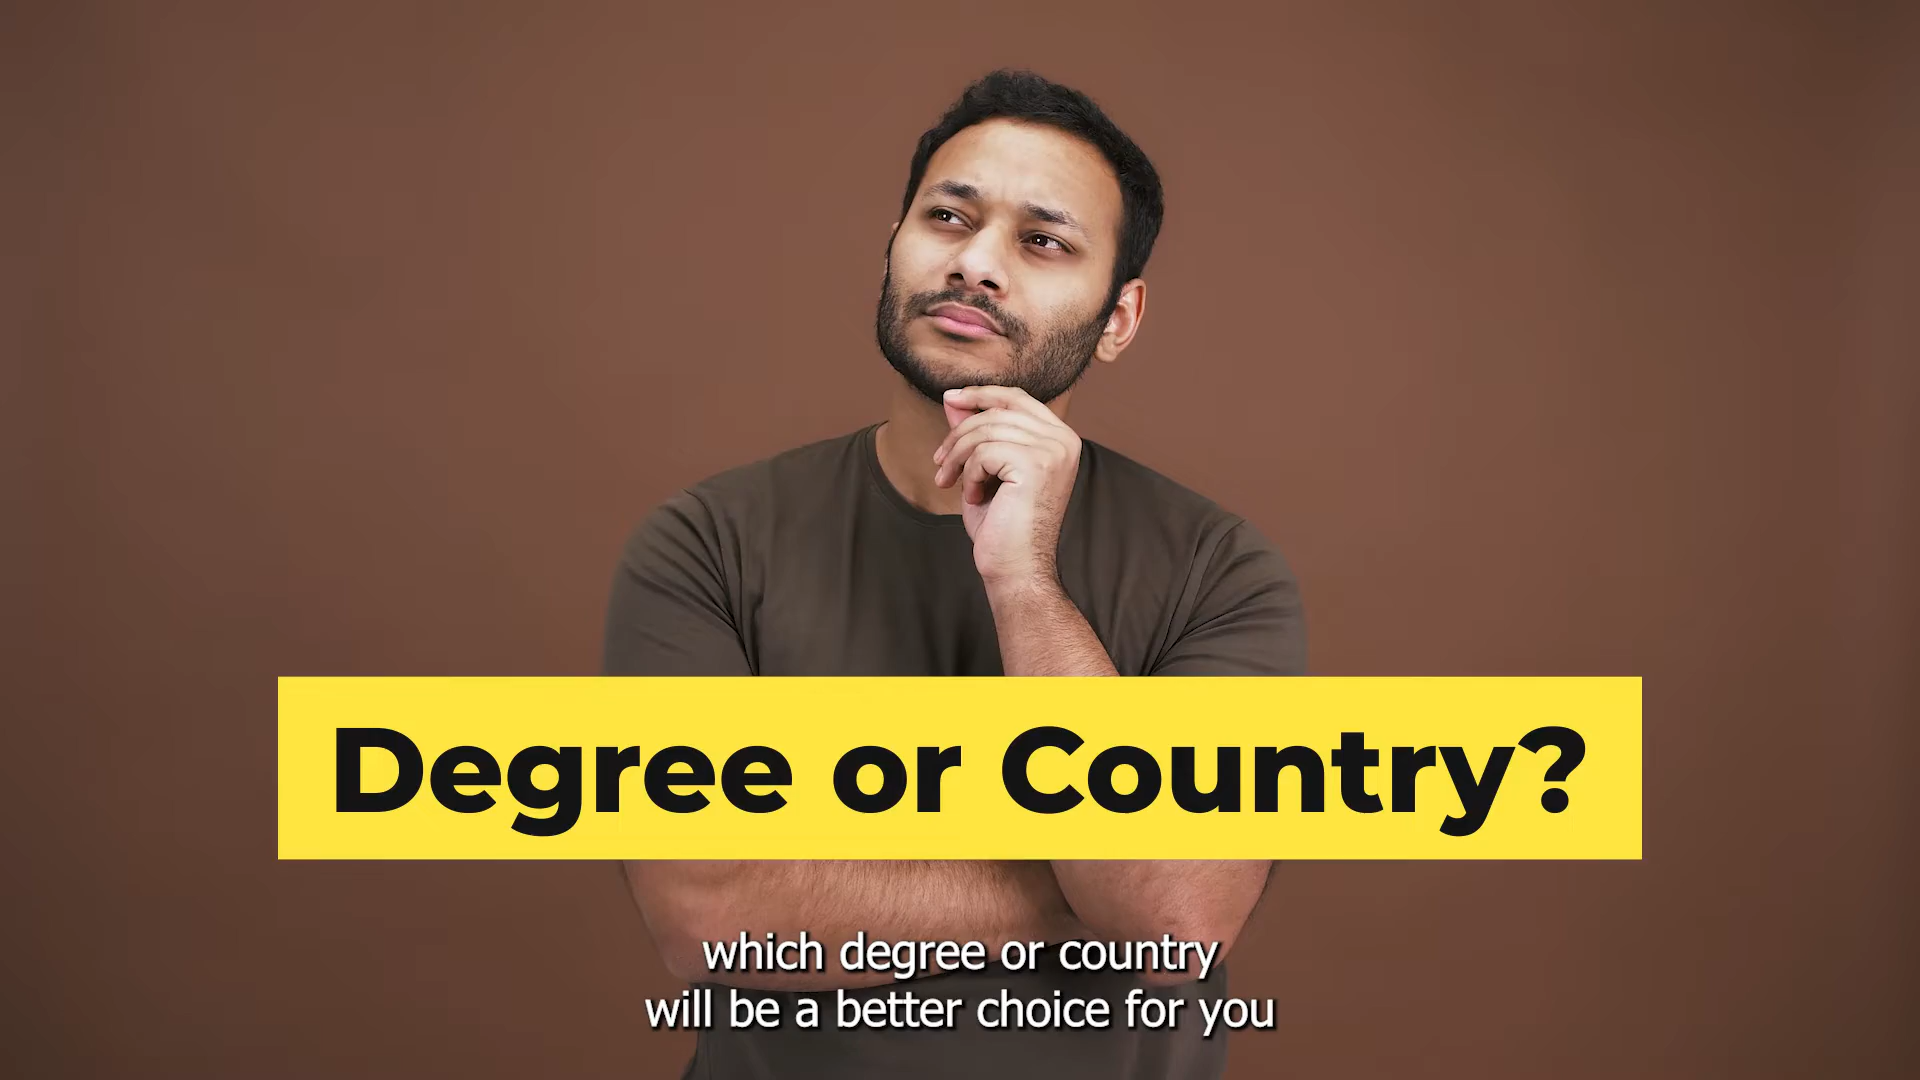 Degree or Country?
which degree or country
will be a better choice for you